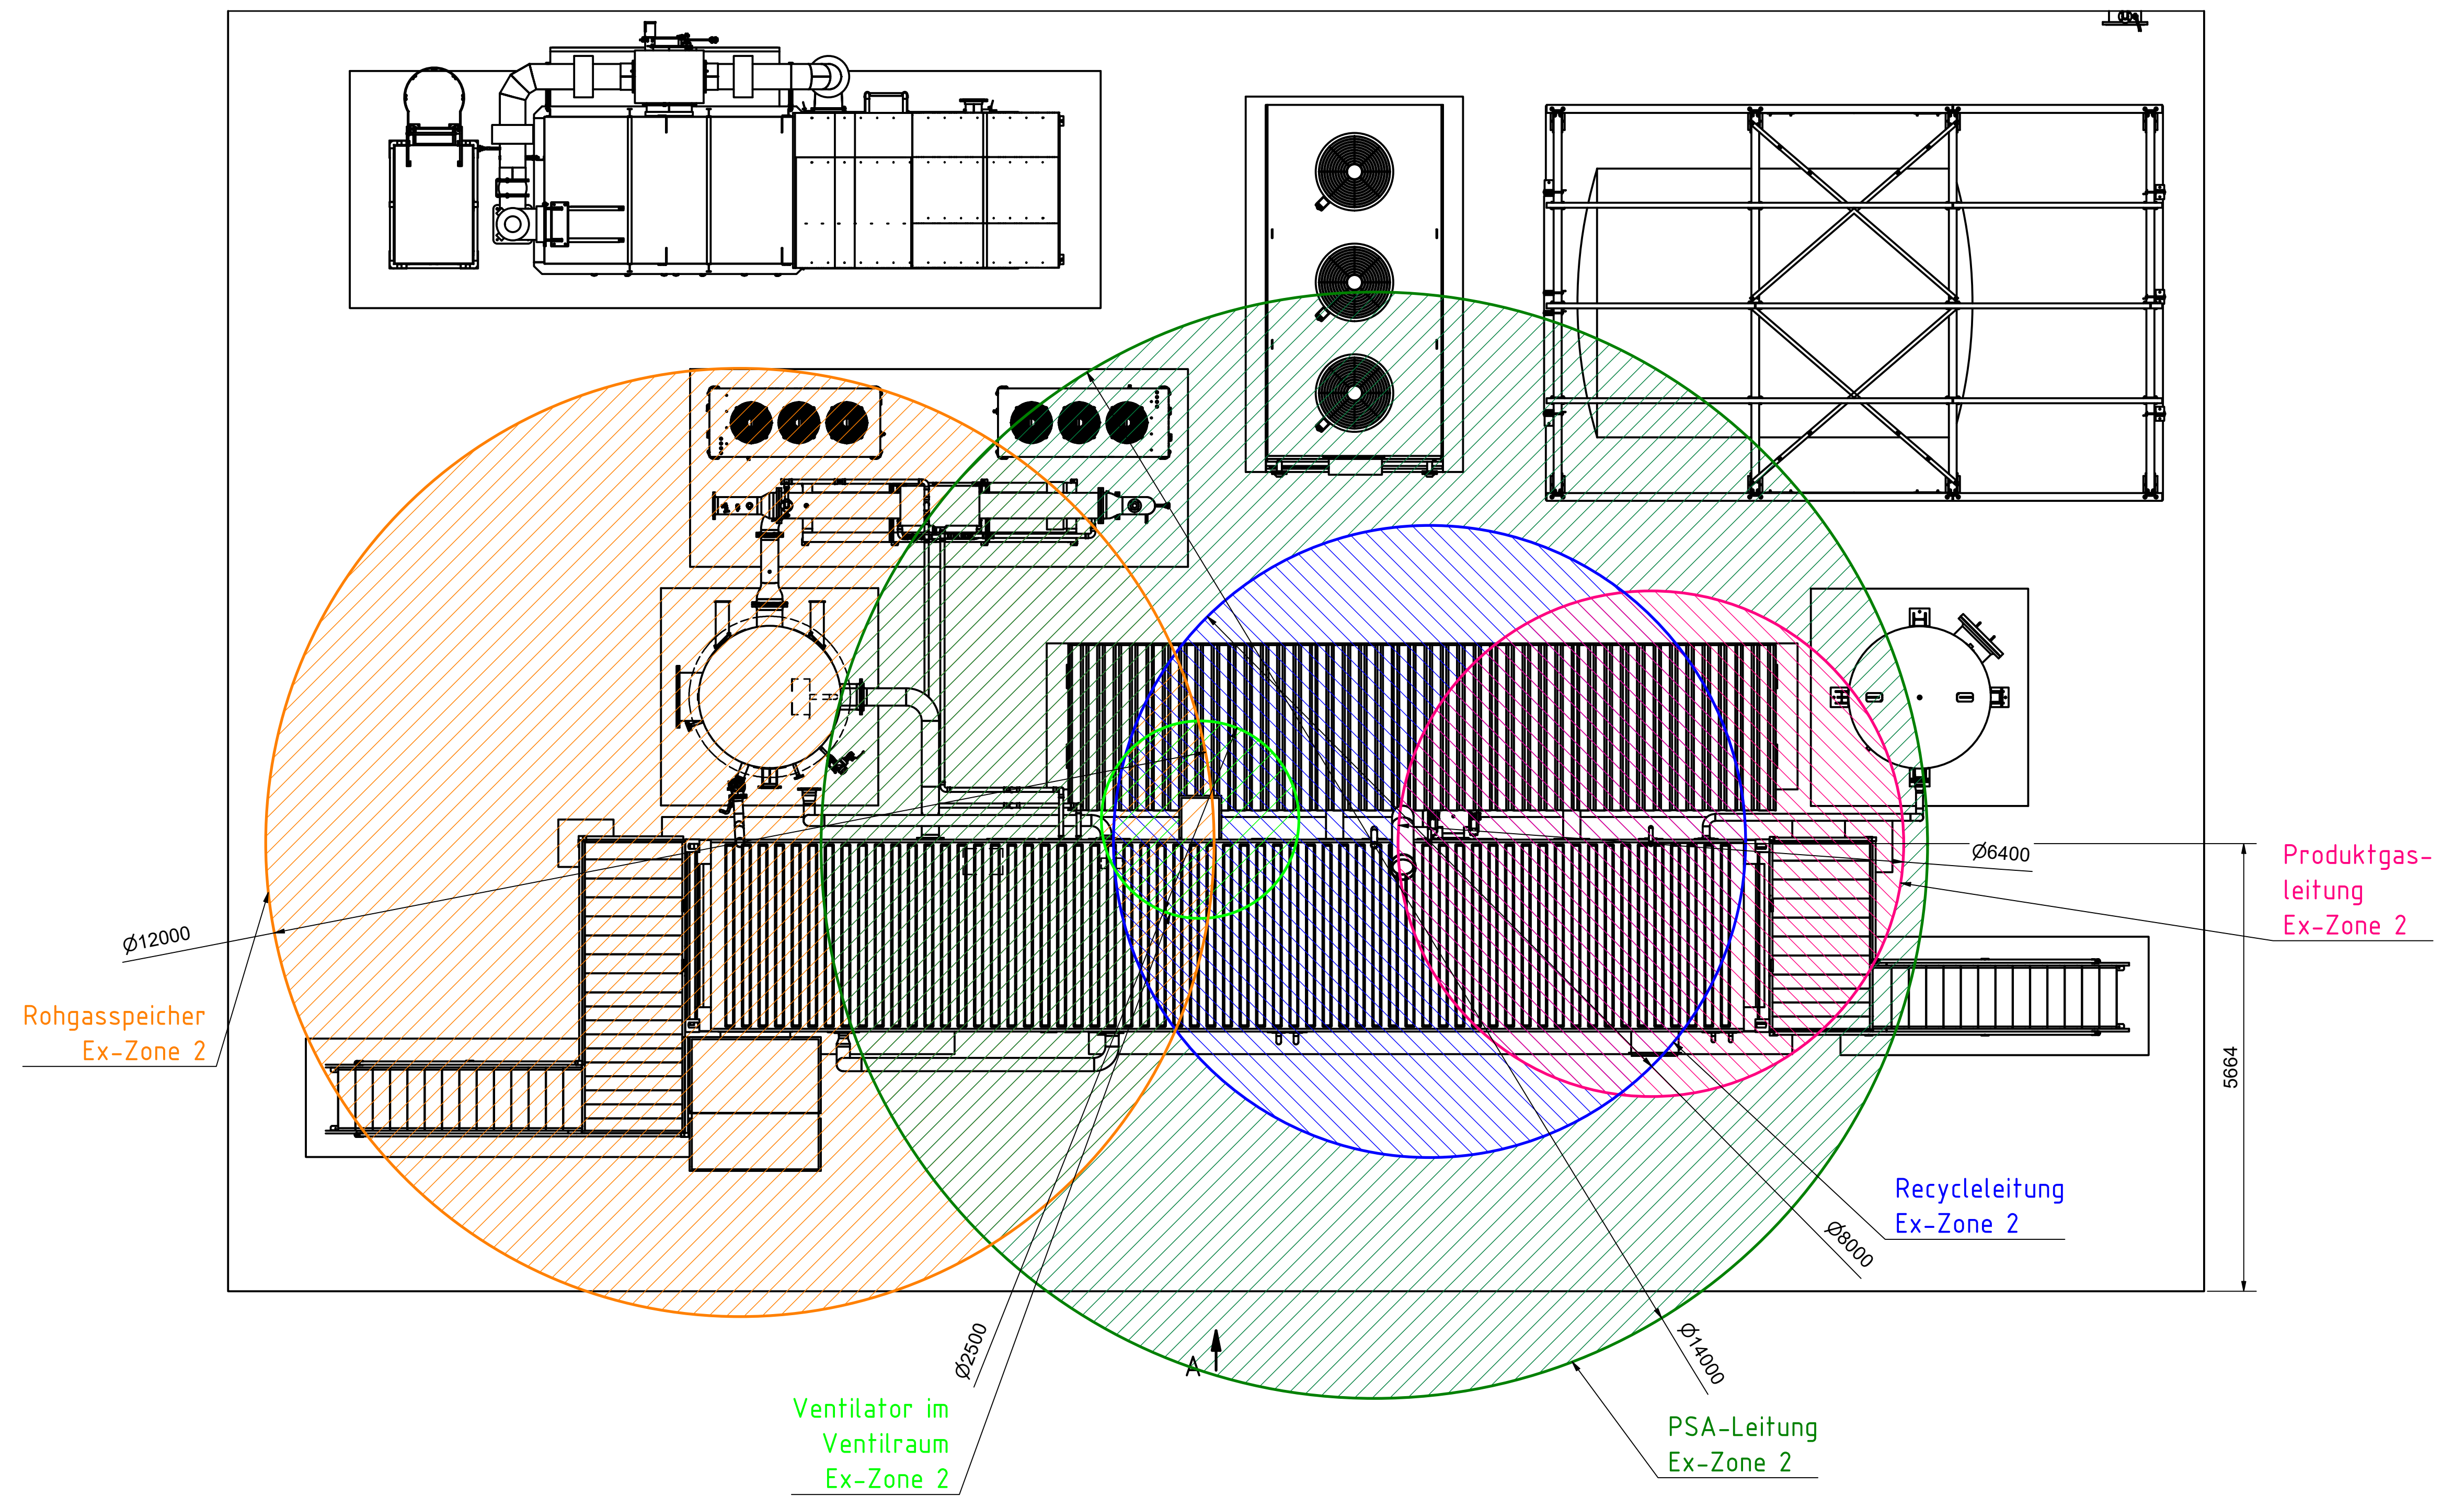 Ø6400
Produktgas-
leitung
Ex-Zone 2
Ø12000
Rohgasspeicher
Ex-Zone 2
5664
Recycleleitung
Ex-Zone 2
Ø8000
Ø2500
Ø14000
A
Ventilator im
Ventilraum
Ex-Zone 2
PSA-Leitung
Ex-Zone 2